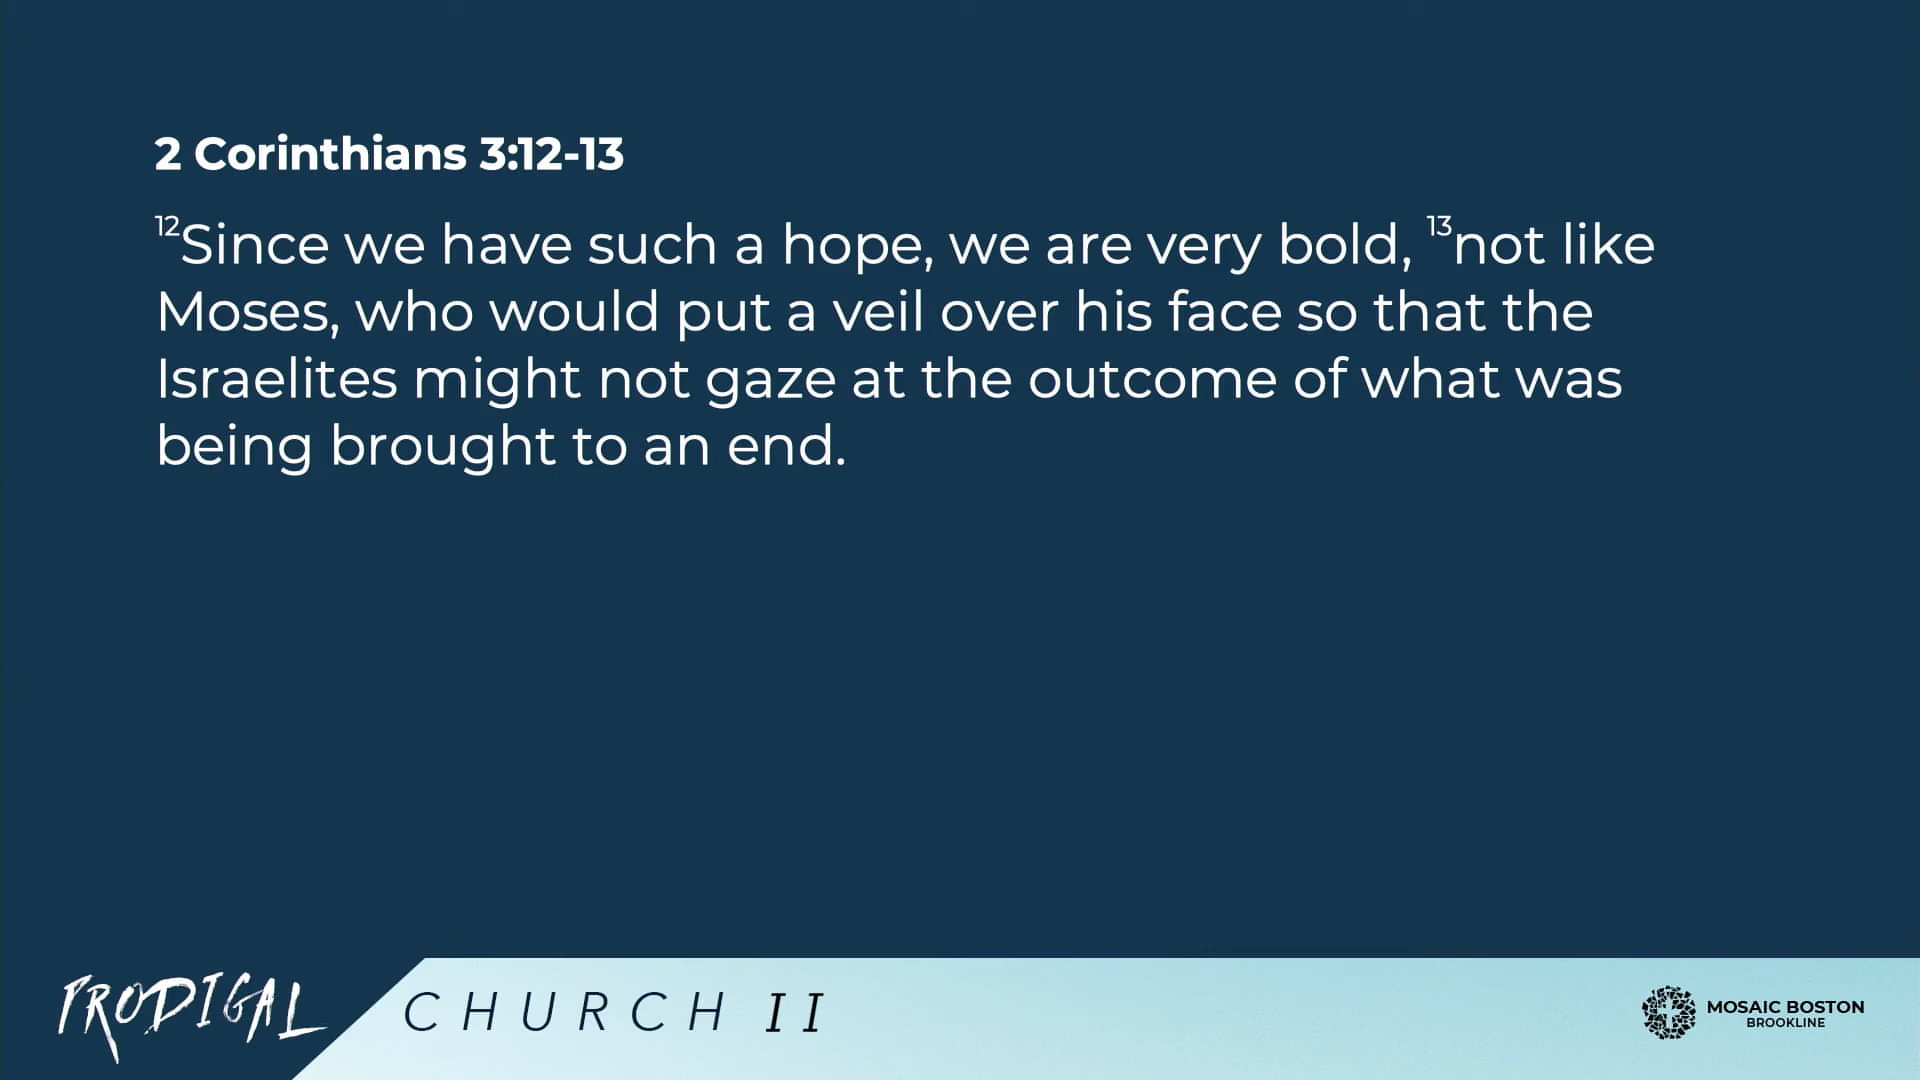 2 Corinthians 3:12-13
12Since we have such a hope, we are very bold, 13not like
Moses, who would put a veil over his face so that the
Israelites might not gaze at the outcome of what was
being brought to an end.
PRODIGAL CHURCH II
MOSAIC BOSTON
BROOKLINE